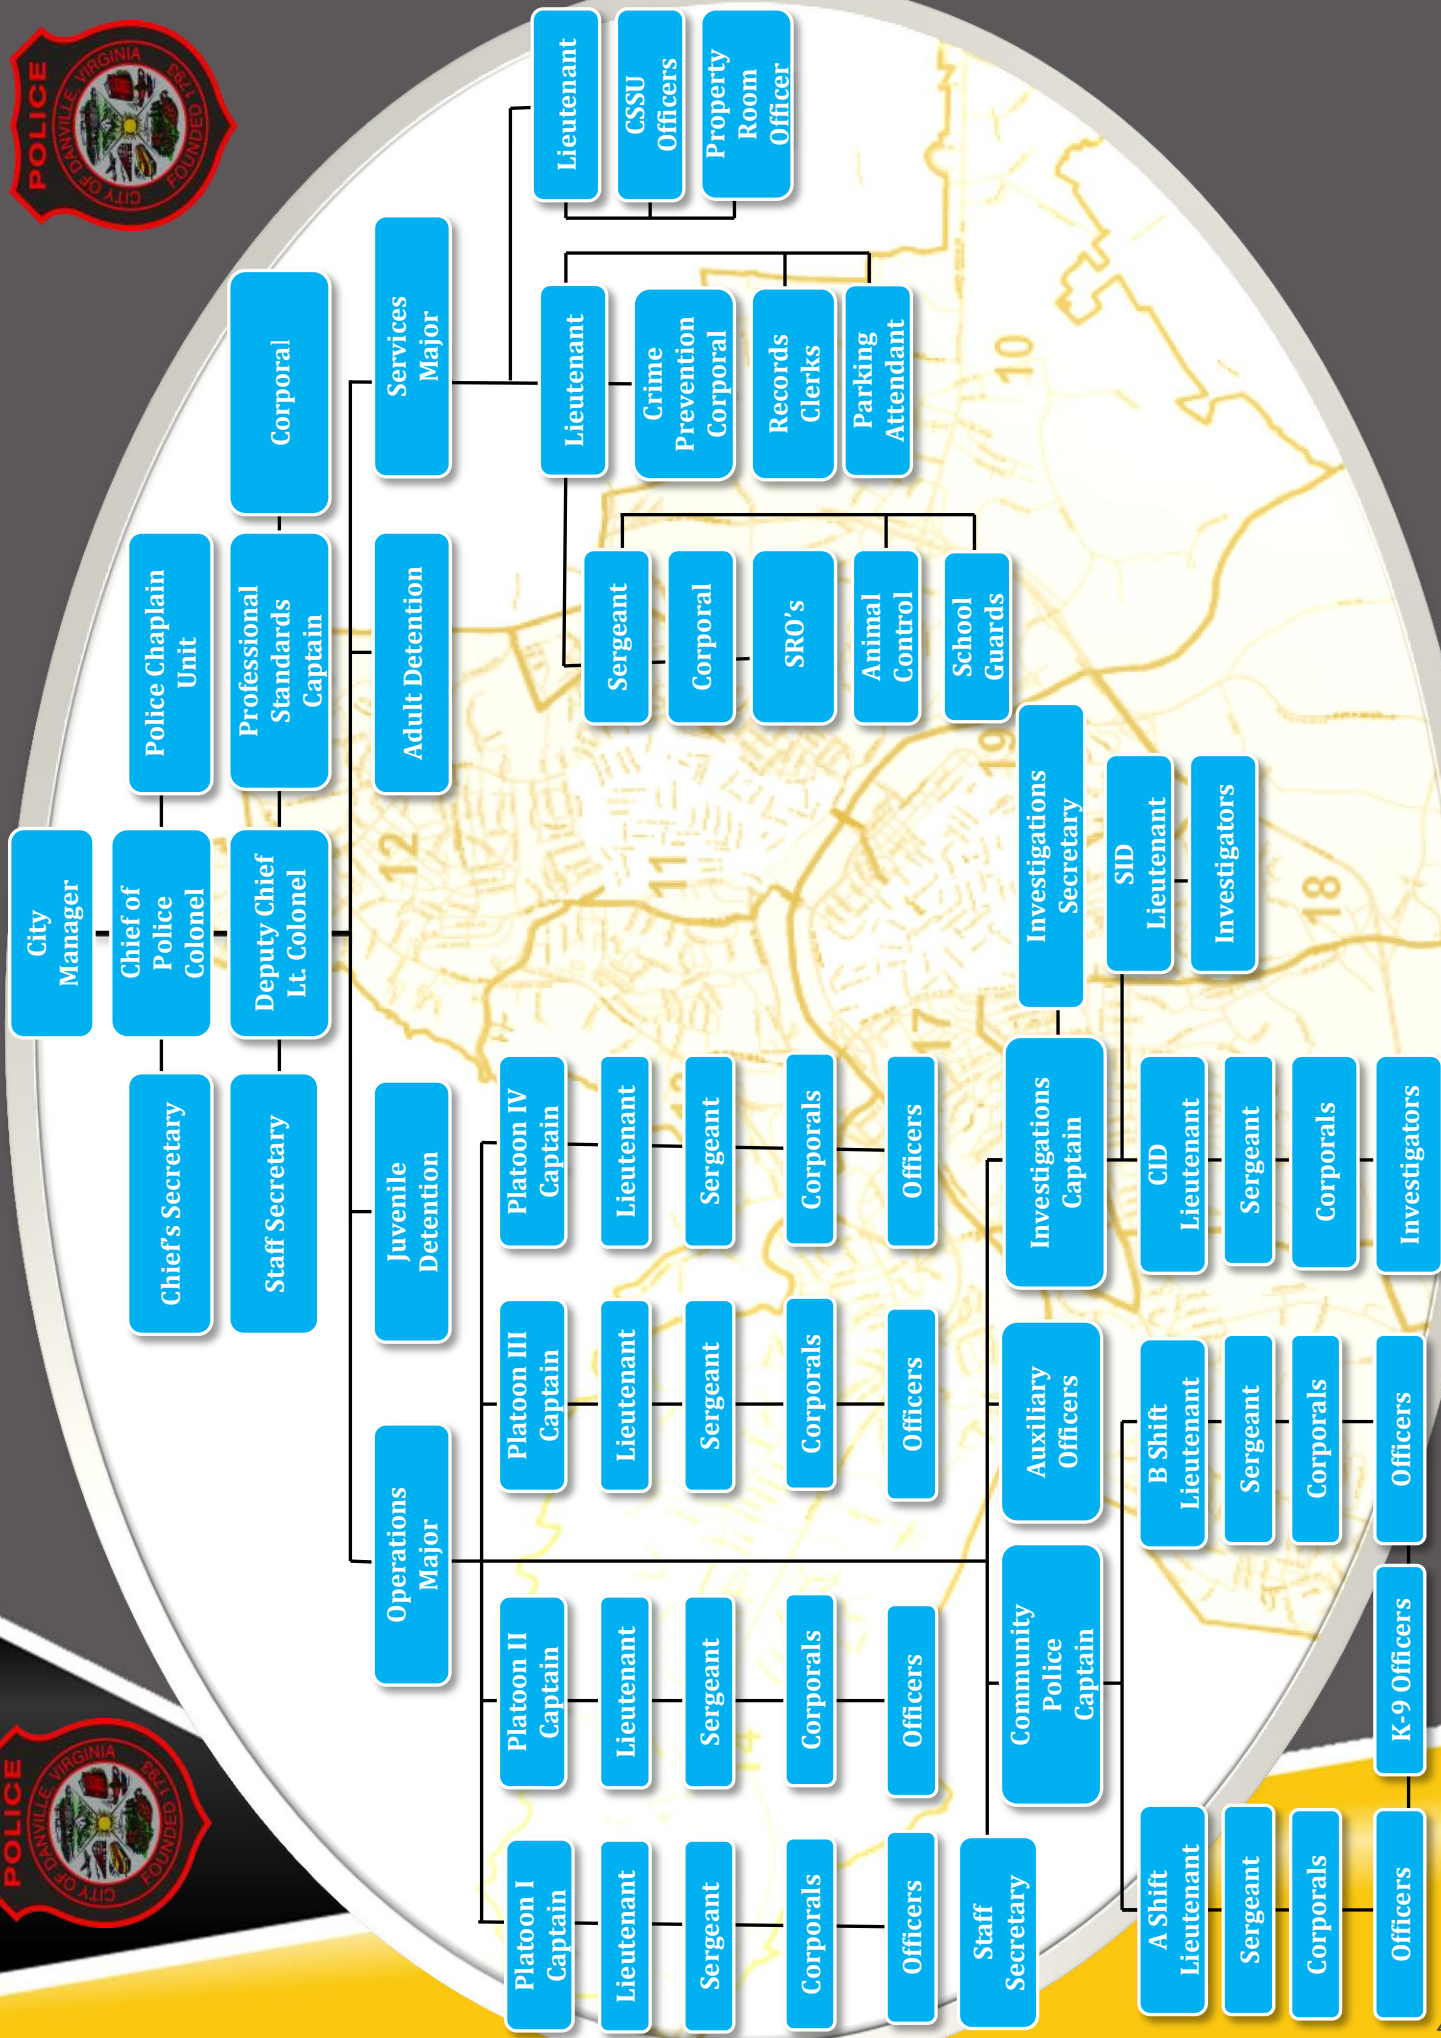 POLICE
CITY OF DANVILLE, VIRGINIA
FOUNDED 1793
POLICE
CITY OF DANVILLE, VIRGINIA
FOUNDED 1793
City
Manager
Chief's Secretary
Chief of
Police
Colonel
Police Chaplain
Unit
Staff Secretary
Deputy Chief
Lt. Colonel
Professional
Standards
Captain
Corporal
Operations
Major
Juvenile
Detention
Adult Detention
Services
Major
Platoon I
Captain
Lieutenant
Sergeant
Corporals
Officers
Platoon II
Captain
Lieutenant
Sergeant
Corporals
Officers
Platoon III
Captain
Lieutenant
Sergeant
Corporals
Officers
Platoon IV
Captain
Lieutenant
Sergeant
Corporals
Officers
Sergeant
Corporal
SRO's
Animal
Control
School
Guards
Lieutenant
Crime
Prevention
Corporal
Records
Clerks
Parking
Attendant
Lieutenant
CSSU
Officers
Property
Room
Officer
Staff
Secretary
Community
Police
Captain
Auxiliary
Officers
Investigations
Captain
Investigations
Secretary
A Shift
Lieutenant
Sergeant
Corporals
Officers
K-9 Officers
B Shift
Lieutenant
Sergeant
Corporals
Officers
CID
Lieutenant
Sergeant
Corporals
Investigators
SID
Lieutenant
Investigators
12
11
10
19
17
18